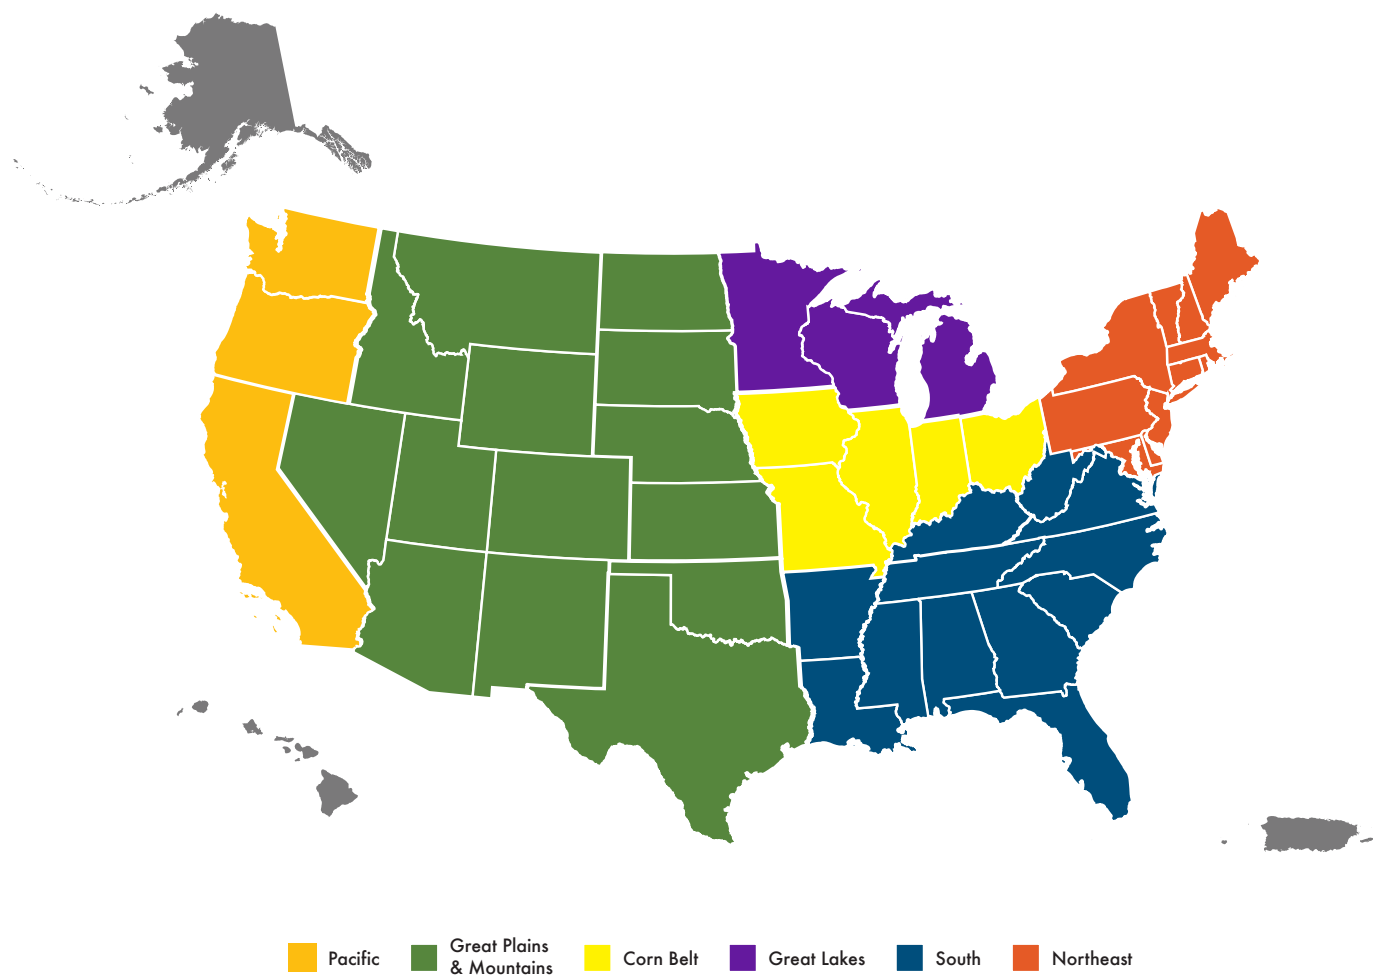 Pacific
Great Plains
& Mountains
Corn Belt
Great Lakes
South
Northeast